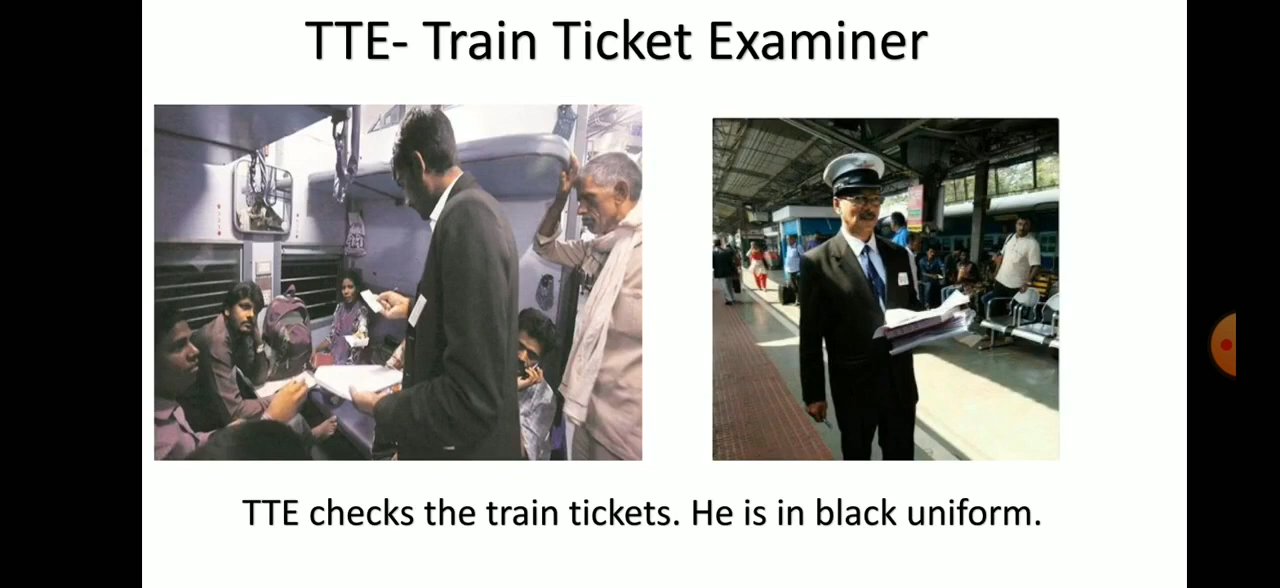 TTE- Train Ticket Examiner
TTE checks the train tickets. He is in black uniform.